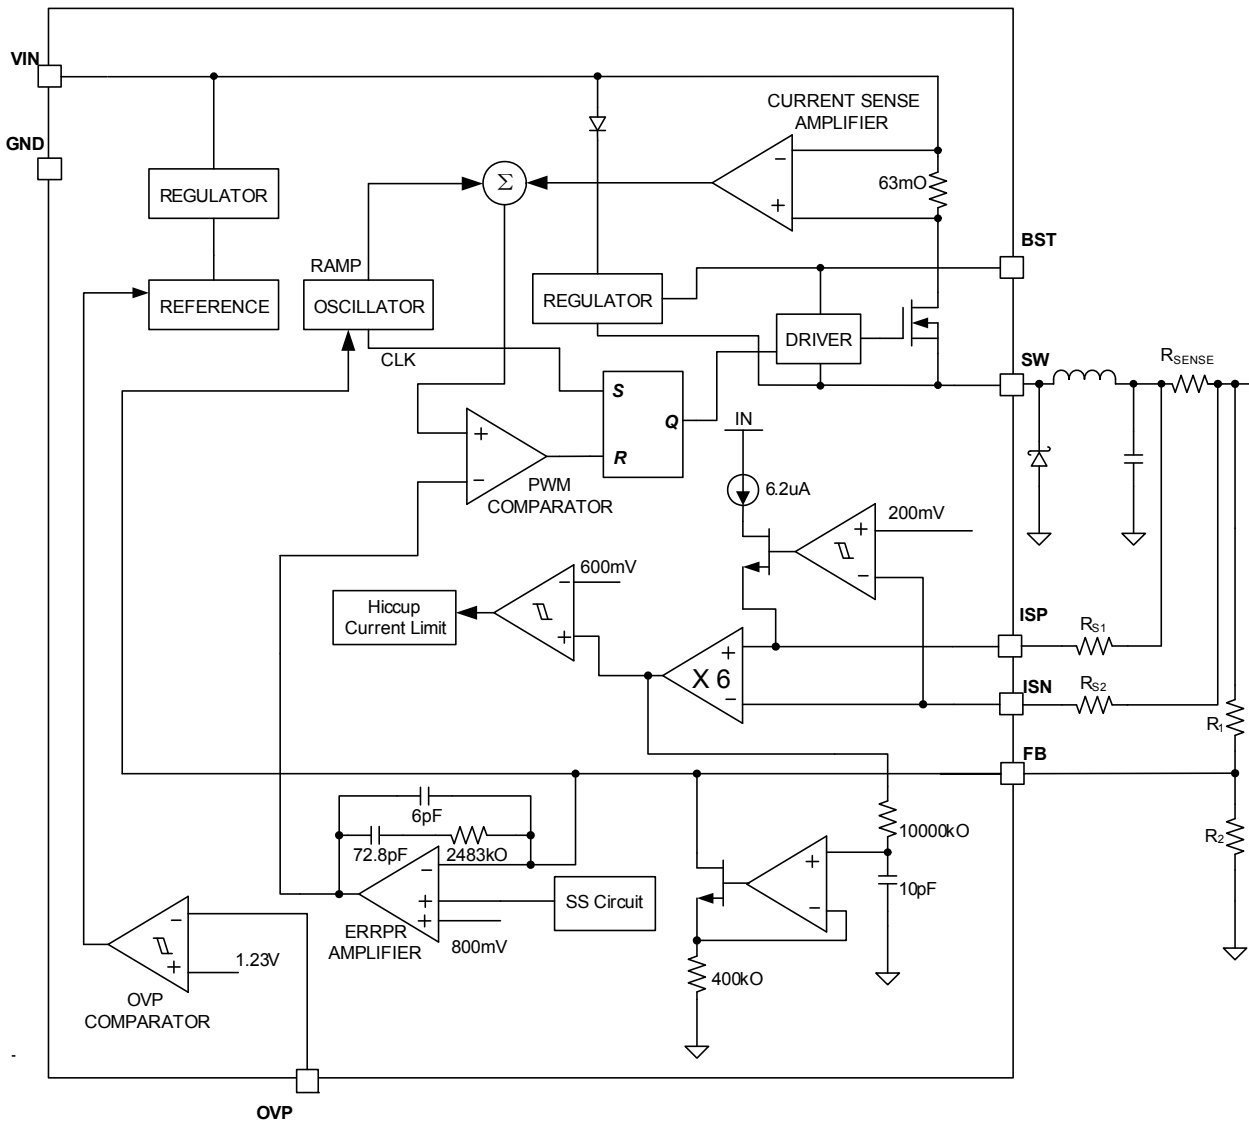 VIN
GND
REGULATOR
REFERENCE
RAMP
OSCILLATOR
CLK
Σ
CURRENT SENSE
AMPLIFIER
-
+
63mO
REGULATOR
DRIVER
BST
SW
RSENSE
S
Q
R
+
-
PWM
COMPARATOR
IN
6.2uA
+
200mV
-
Hiccup
Current Limit
600mV
-
+
X 6
+
-
ISP
RS1
ISN
RS2
R1
FB
R2
6pF
72.8pF
2483kO
-
+
+
ERRPR
AMPLIFIER
800mV
SS Circuit
+
-
10000kO
10pF
400kO
-
1.23V
+
OVP
COMPARATOR
-
OVP